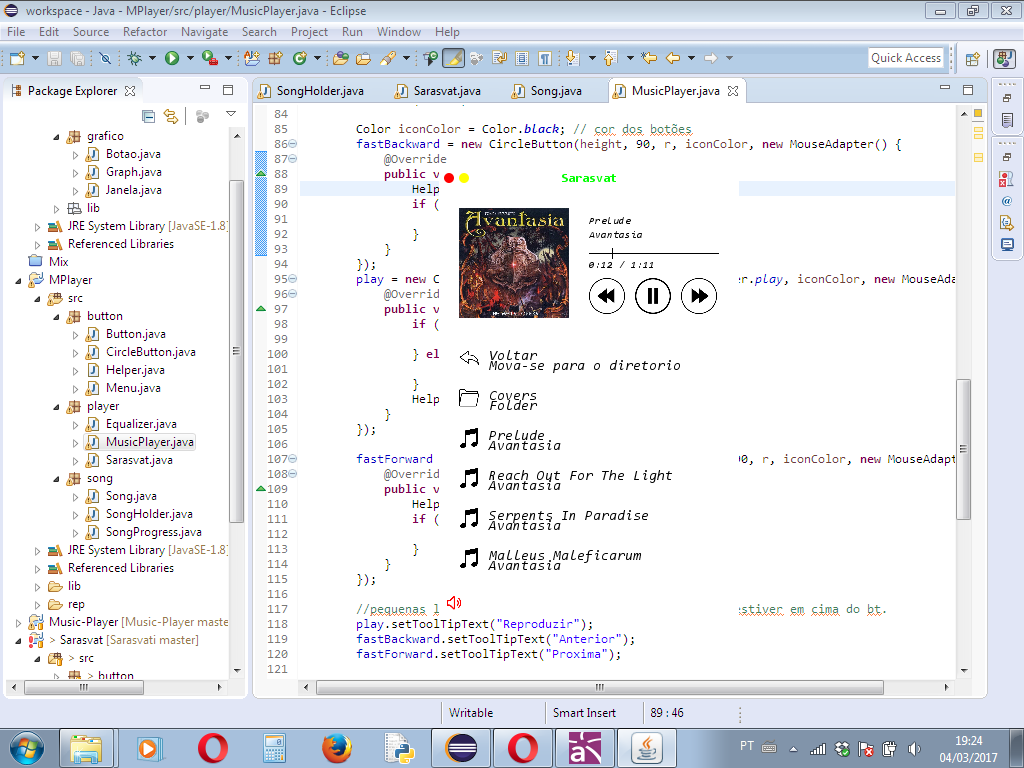 workspace - Java - MPlayer/src/player/MusicPlayer.java - Eclipse
File Edit Source Refactor Navigate Search Project Run Window Help
Quick Access
Package Explorer
SongHolder.java Sarasvat.java Song.java MusicPlayer.java
grafico
Botao.java
Graph.java
Janela.java
lib
JRE System Library [JavaSE-1.8]
Referenced Libraries
Mix
MPlayer
src
button
Button.java
CircleButton.java
Helper.java
Menu.java
player
Equalizer.java
MusicPlayer.java
Sarasvat.java
song
Song.java
SongHolder.java
SongProgress.java
JRE System Library [JavaSE-1.8]
Referenced Libraries
lib
rep
Music-Player [Music-Player maste
> Sarasvat [Sarasvati master]
> src
> button
84
85 Color iconColor = Color.black; // cor dos botões
86 fastBackward = new CircleButton(height, 90, r, iconColor, new MouseAdapter() {
87 @Override
88 public v
89 Help
90 if (
91
92 }
93 }
94 });
95 play = new C er.play, iconColor, new MouseAda
96 @Overrid
97 public v
98 if (
99
100 } el
101
102 }
103 Help
104 }
105 });
106
107 fastForward 90, r, iconColor, new MouseAdapt
108 @Overrid
109 public v
110 Help
111 if (
112
113 }
114 }
115 });
116
117 //pequenas l stiver em cima do bt.
118 play.setToolTipText("Reproduzir");
119 fastBackward.setToolTipText("Anterior");
120 fastForward.setToolTipText("Proxima");
121
Sarasvat
Avantasia
Prelude
Avantasia
0:12 / 1:11
Voltar
Mova-se para o diretorio
Covers
Folder
Prelude
Avantasia
Reach Out For The Light
Avantasia
Serpents In Paradise
Avantasia
Malleus Maleficarum
Avantasia
Writable Smart Insert 89 : 46
PT
19:24
04/03/2017